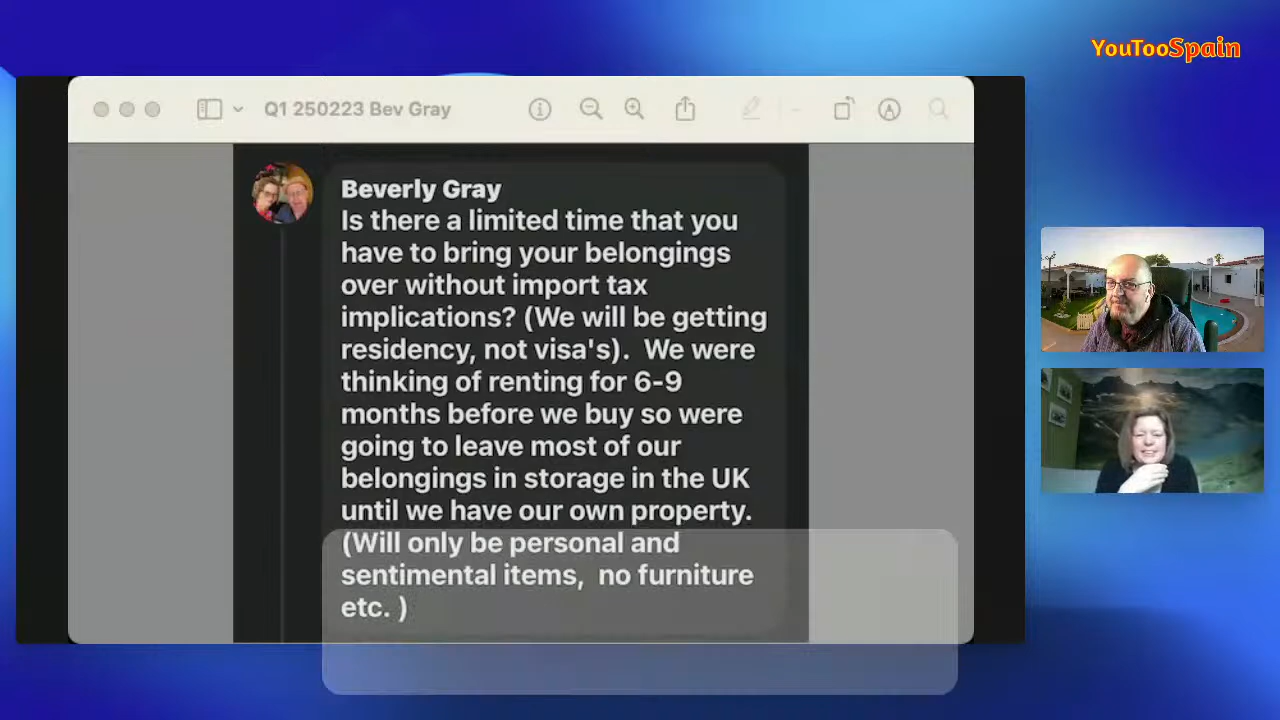 YouTooSpain
Q1 250223 Bev Gray
Beverly Gray
Is there a limited time that you
have to bring your belongings
over without import tax
implications? (We will be getting
residency, not visa's).  We were
thinking of renting for 6-9
months before we buy so were
going to leave most of our
belongings in storage in the UK
until we have our own property.
(Will only be personal and
sentimental items,  no furniture
etc. )